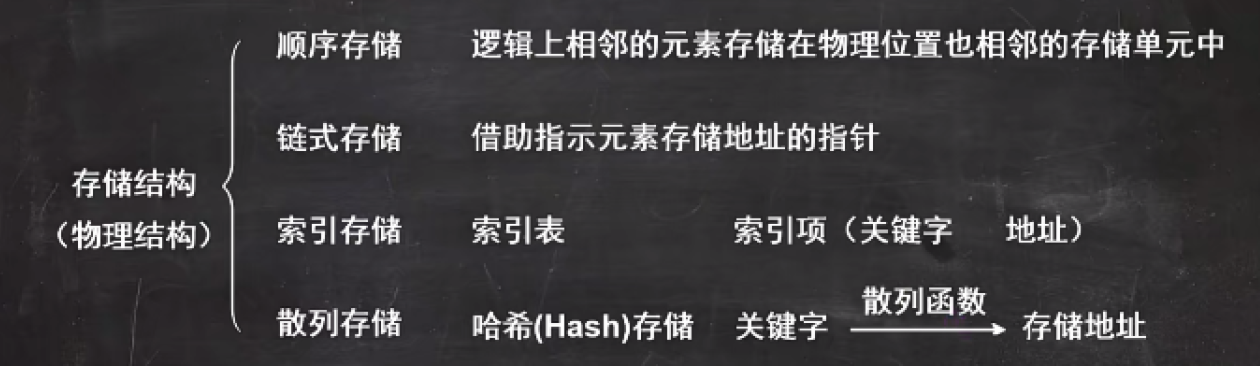 顺序存储 逻辑上相邻的元素存储在物理位置也相邻的存储单元中
链式存储 借助指示元素存储地址的指针
存储结构
（物理结构）
索引存储 索引表 索引项（关键字 地址）
散列存储 哈希(Hash)存储 关键字 散列函数 存储地址